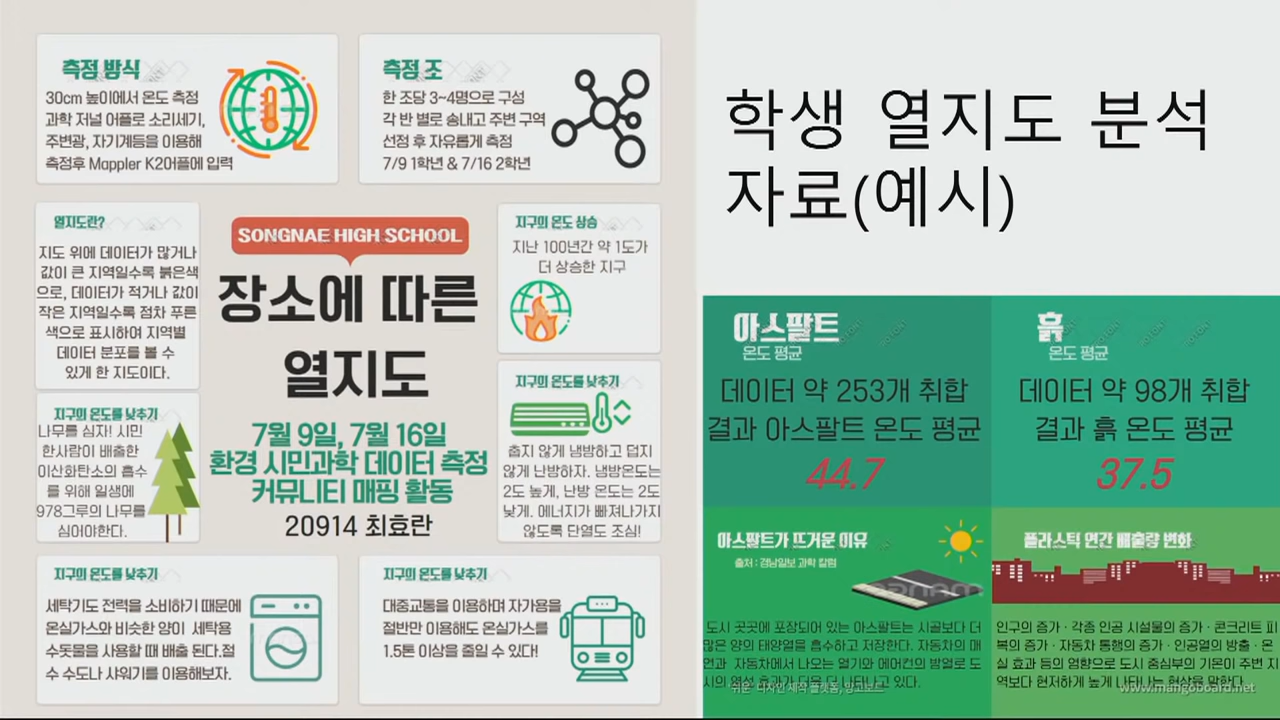 측정 방식
30cm 높이에서 온도 측정
과학 저널 어플로 소리세기,
주변광, 자기계등을 이용해
측정후 Mappler K2어플에 입력
측정 조
한 조당 3~4명으로 구성
각 반 별로 송내고 주변 구역
선정 후 자유롭게 측정
7/9 1학년 & 7/16 2학년
열지도란?
지도 위에 데이터가 많거나
값이 큰 지역일수록 붉은색
으로, 데이터가 적거나 값이
작은 지역일수록 점차 푸른
색으로 표시하여 지역별
데이터 분포를 볼 수
있게 한 지도이다.
지구의 온도를 낮추기
나무를 심자! 시민
한사람이 배출한
이산화탄소의 흡수
를 위해 일생에
978그루의 나무를
심어야한다.
SONGNAE HIGH SCHOOL
장소에 따른
열지도
7월 9일, 7월 16일
환경 시민과학 데이터 측정
커뮤니티 매핑 활동
20914 최효란
지구의 온도 상승
지난 100년간 약 1도가
더 상승한 지구
지구의 온도를 낮추기
춥지 않게 냉방하고 덥지
않게 난방하자. 냉방온도는
2도 높게, 난방 온도는 2도
낮게. 에너지가 빠져나가지
않도록 단열도 조심!
지구의 온도를 낮추기
세탁기도 전력을 소비하기 때문에
온실가스와 비슷한 양이 세탁용
수돗물을 사용할 때 배출 된다.절
수 수도나 샤워기를 이용해보자.
지구의 온도를 낮추기
대중교통을 이용하며 자가용을
절반만 이용해도 온실가스를
1.5톤 이상을 줄일 수 있다!
학생 열지도 분석
자료(예시)
아스팔트
온도 평균
데이터 약 253개 취합
결과 아스팔트 온도 평균
44.7
흙
온도 평균
데이터 약 98개 취합
결과 흙 온도 평균
37.5
아스팔트가 뜨거운 이유
출처 : 경남일보 과학 칼럼
도시 곳곳에 포장되어 있는 아스팔트는 시골보다 더
많은 양의 태양열을 흡수하고 저장한다. 자동차의 매
연과 자동차에서 나오는 열기와 에어컨의 발열로 도
시의 열섬 효과가 더욱 더 나타나고 있다.
쉬운 디자인 제작 플랫폼, 망고보드
플라스틱 연간 배출량 변화
인구의 증가 · 각종 인공 시설물의 증가 · 콘크리트 피
복의 증가 · 자동차 통행의 증가 · 인공열의 방출 · 온
실 효과 등의 영향으로 도시 중심부의 기온이 주변 지
역보다 현저하게 높게 나타나는 현상을 말한다.
www.mangoboard.net